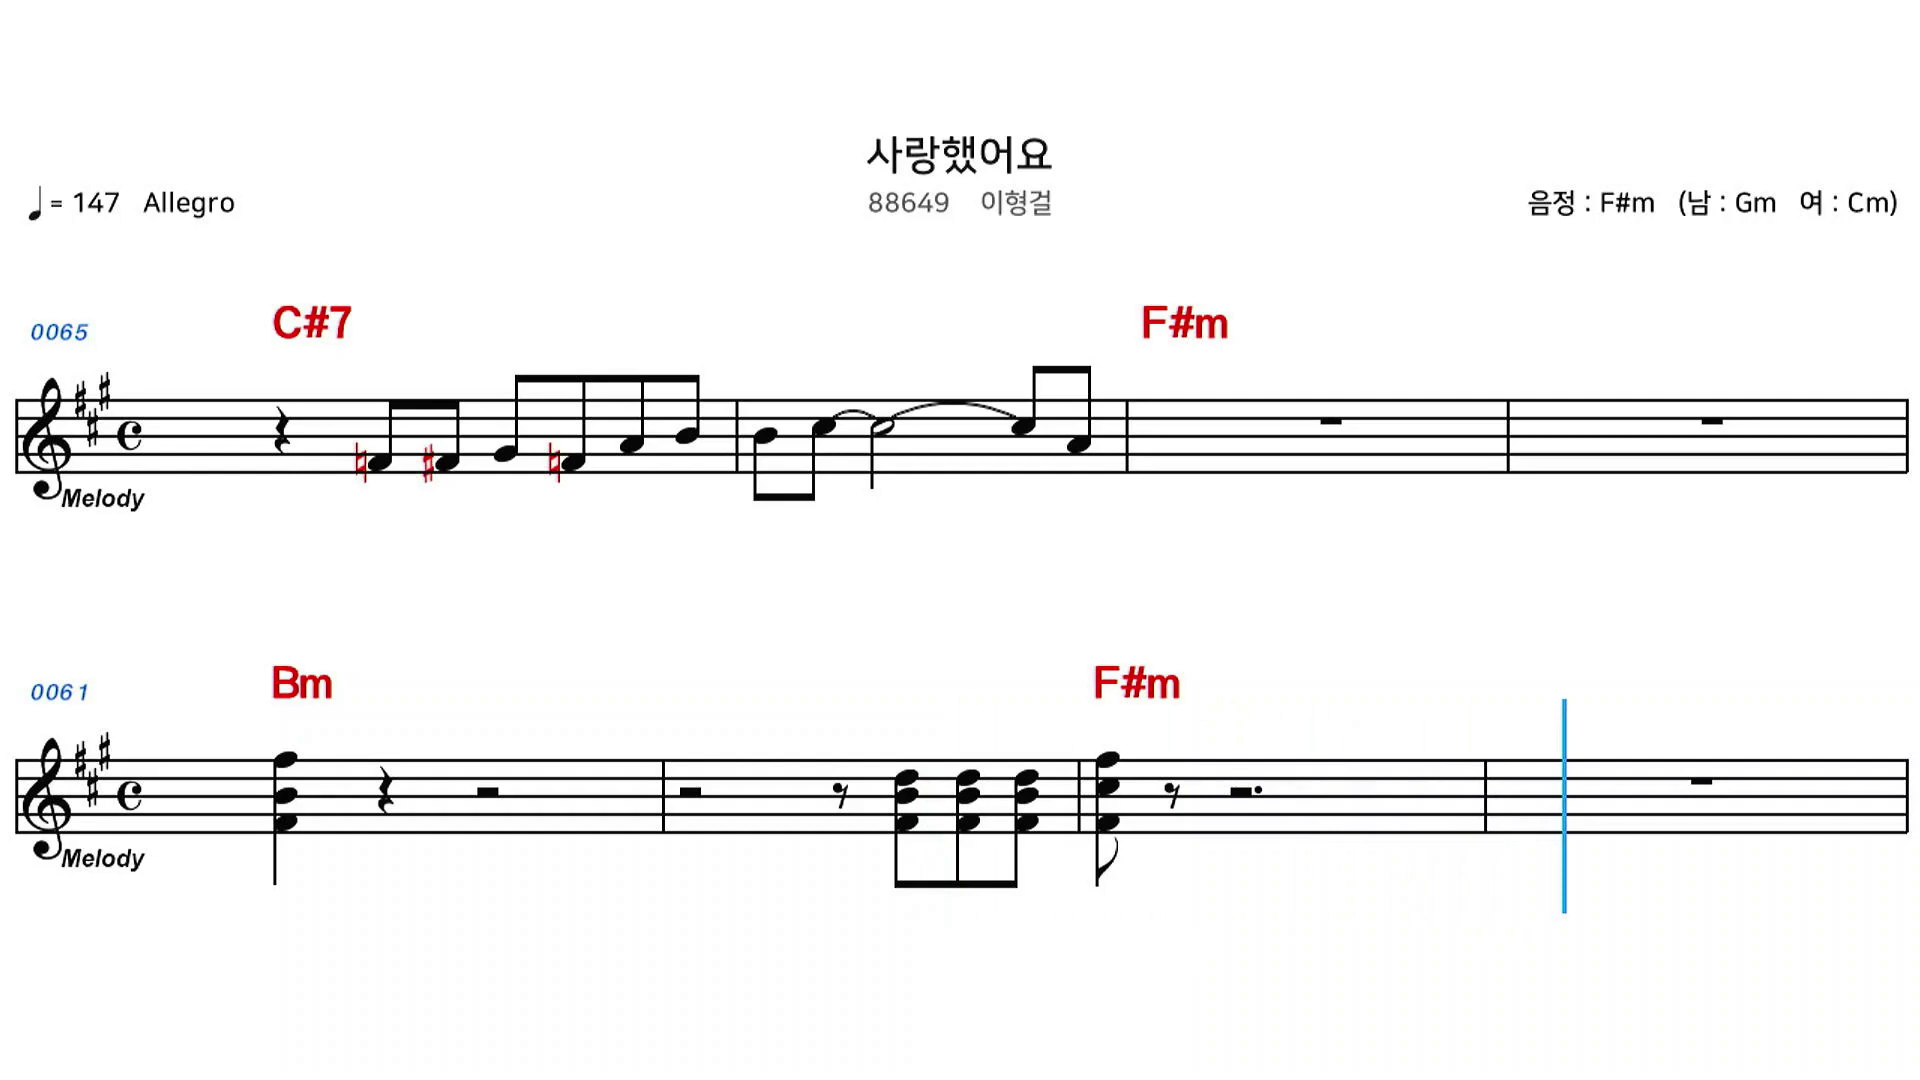 사랑했어요
♩ = 147 Allegro
88649 이형걸
음정 : F#m (남 : Gm 여 : Cm)
C#7 F#m
0065
Melody
Bm F#m
0061
Melody